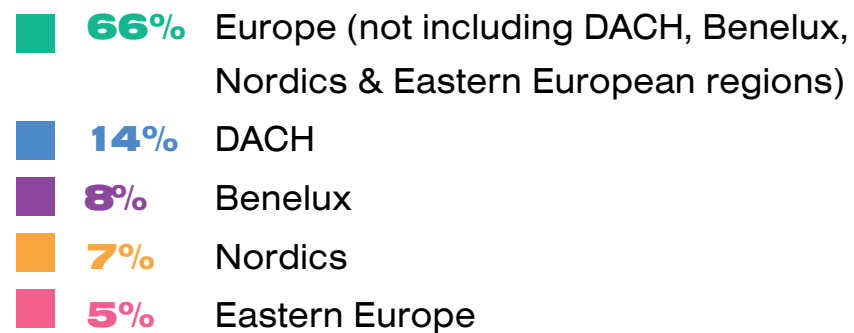 66% Europe (not including DACH, Benelux,
Nordics & Eastern European regions)
14% DACH
8% Benelux
7% Nordics
5% Eastern Europe